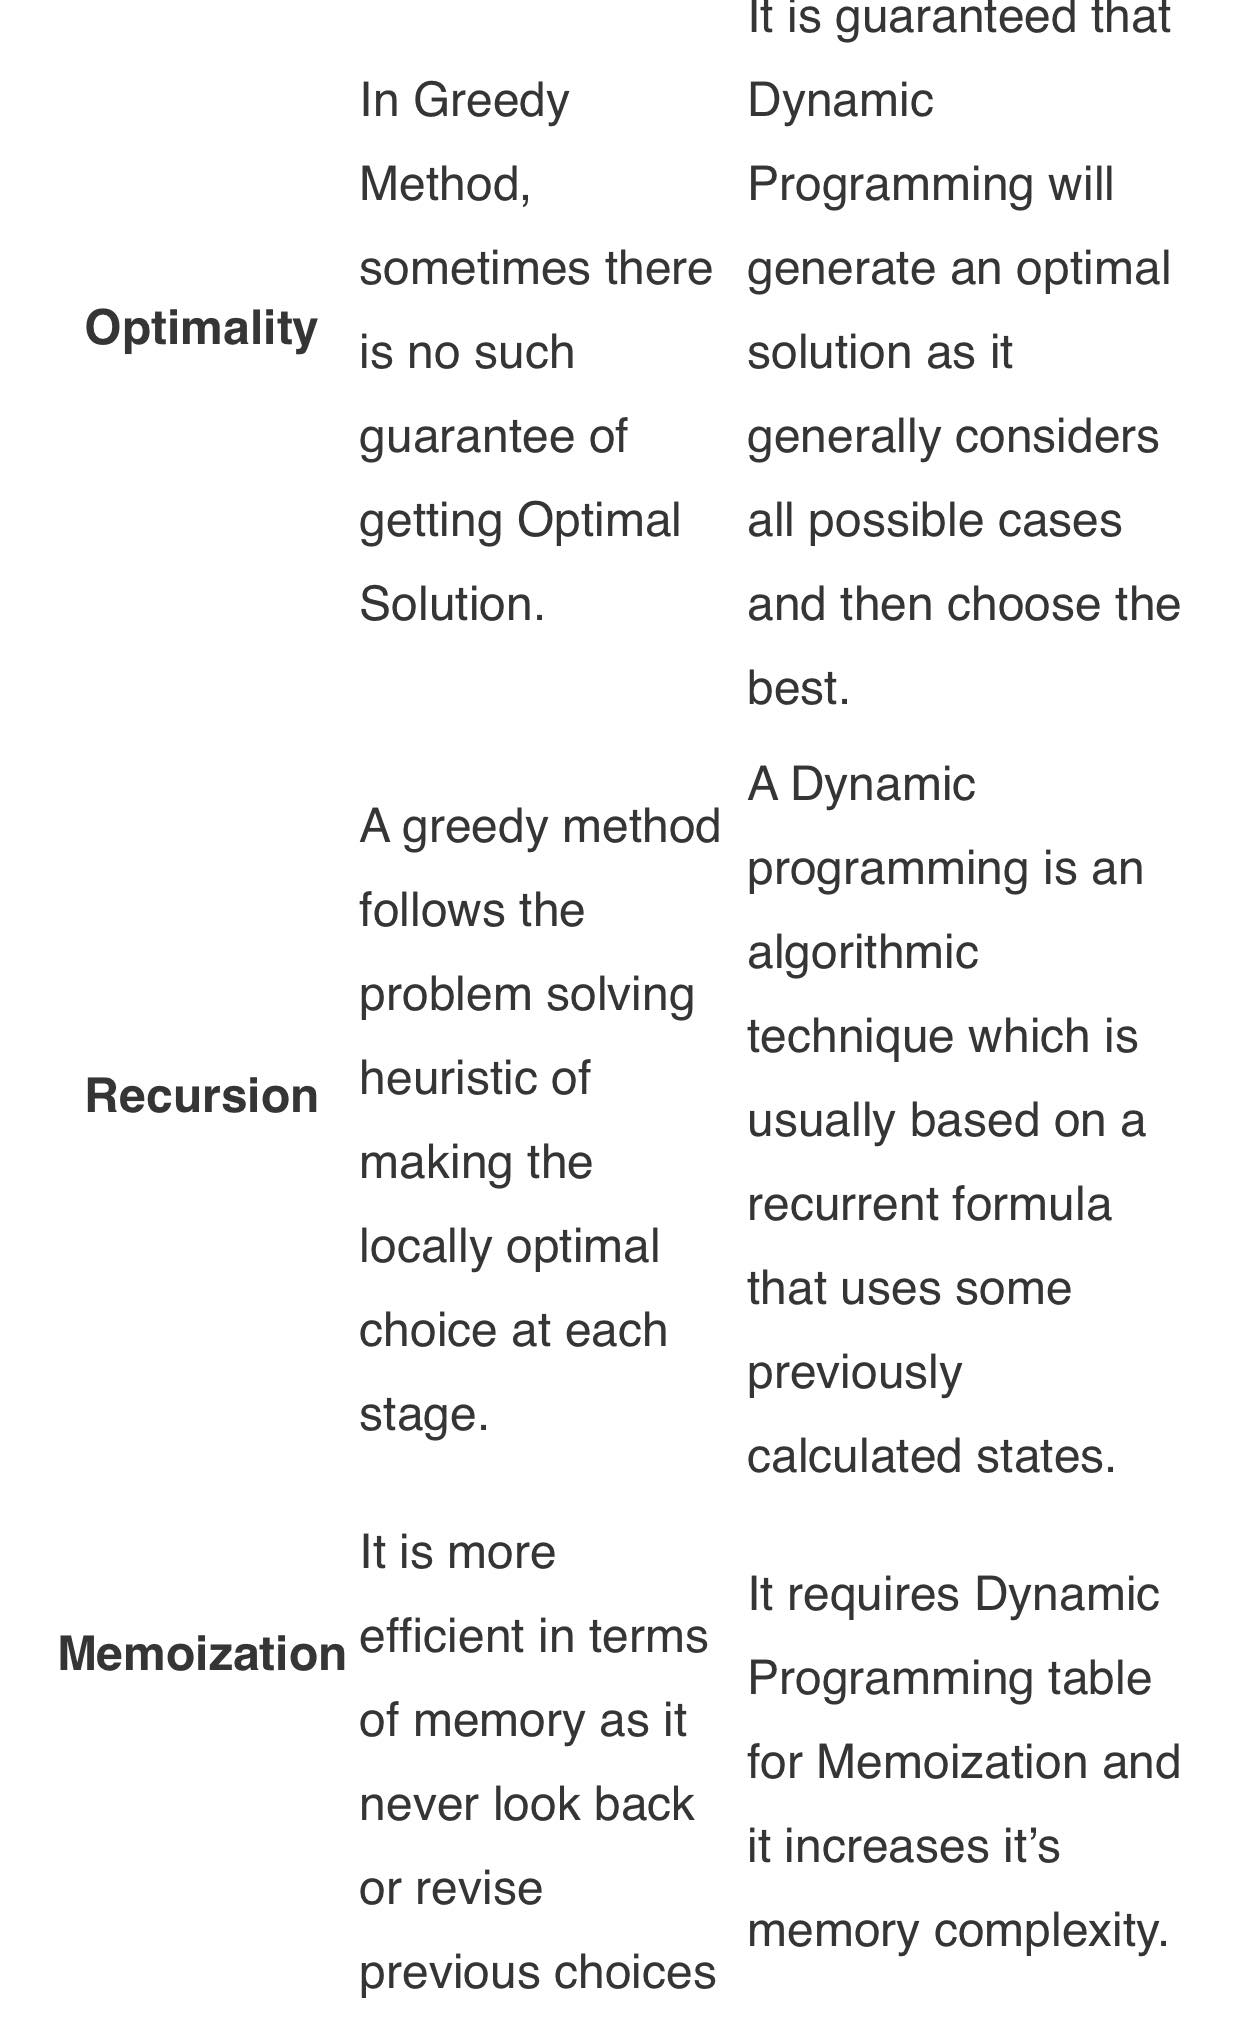 Optimality
In Greedy
Method,
sometimes there
is no such
guarantee of
getting Optimal
Solution.
It is guaranteed that
Dynamic
Programming will
generate an optimal
solution as it
generally considers
all possible cases
and then choose the
best.
Recursion
A greedy method
follows the
problem solving
heuristic of
making the
locally optimal
choice at each
stage.
A Dynamic
programming is an
algorithmic
technique which is
usually based on a
recurrent formula
that uses some
previously
calculated states.
Memoization
It is more
efficient in terms
of memory as it
never look back
or revise
previous choices
It requires Dynamic
Programming table
for Memoization and
it increases it’s
memory complexity.